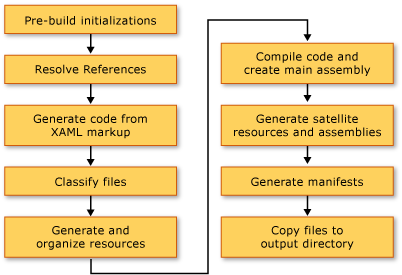 Pre-build initializations
Resolve References
Generate code from
XAML markup
Classify files
Generate and
organize resources
Compile code and
create main assembly
Generate satellite
resources and assemblies
Generate manifests
Copy files to
output directory